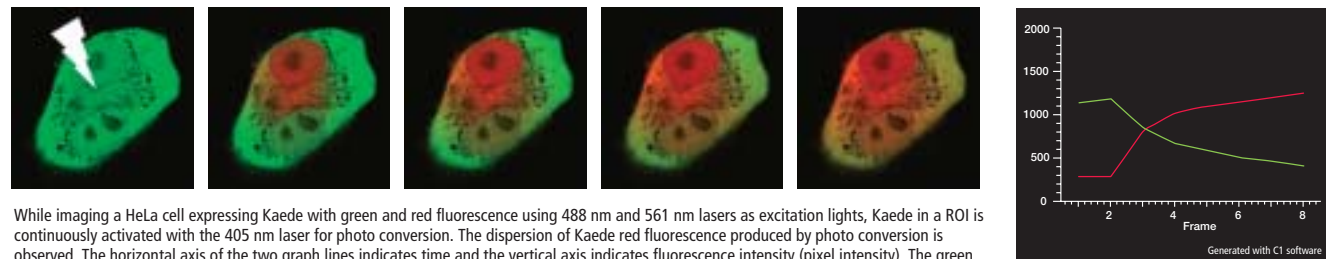 While imaging a HeLa cell expressing Kaede with green and red fluorescence using 488 nm and 561 nm lasers as excitation lights, Kaede in a ROI is
continuously activated with the 405 nm laser for photo conversion. The dispersion of Kaede red fluorescence produced by photo conversion is
observed. The horizontal axis of the two graph lines indicates time and the vertical axis indicates fluorescence intensity (pixel intensity). The green
2000
1500
1000
500
0
2 4 6 8
Frame
Generated with C1 software